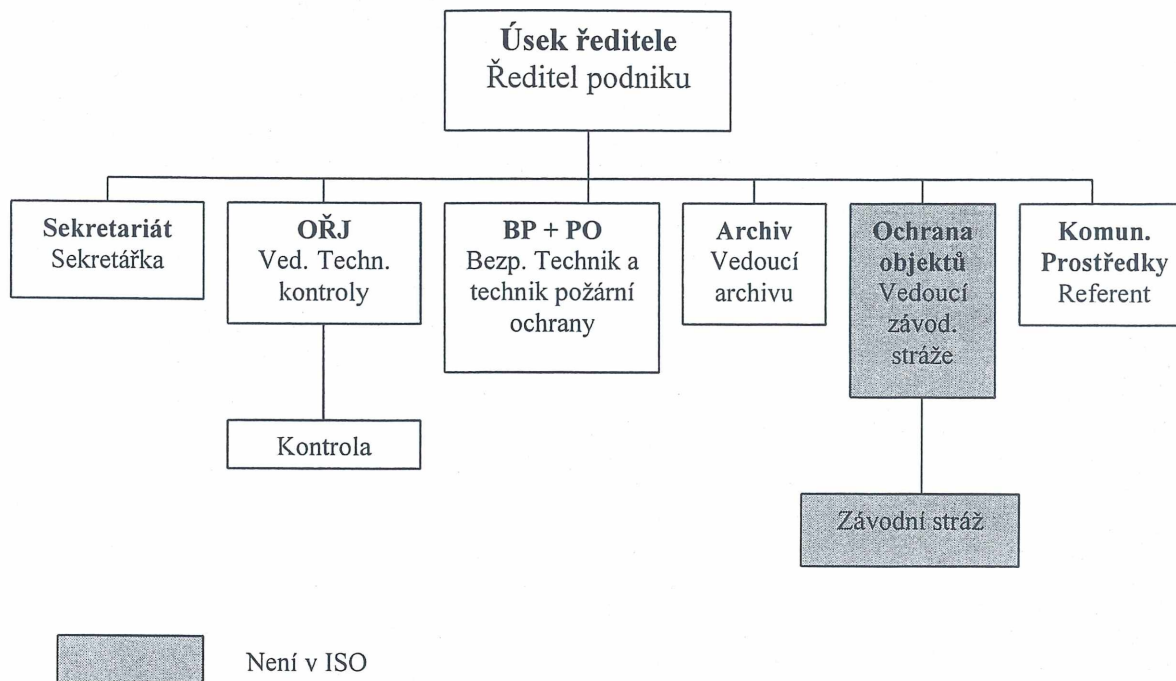 Úsek ředitele
Ředitel podniku
Sekretariát
Sekretářka
OŘJ
Ved. Techn.
kontroly
BP + PO
Bezp. Technik a
technik požární
ochrany
Archiv
Vedoucí
archivu
Ochrana
objektů
Vedoucí
závod.
stráže
Komun.
Prostředky
Referent
Kontrola
Závodní stráž
Není v ISO